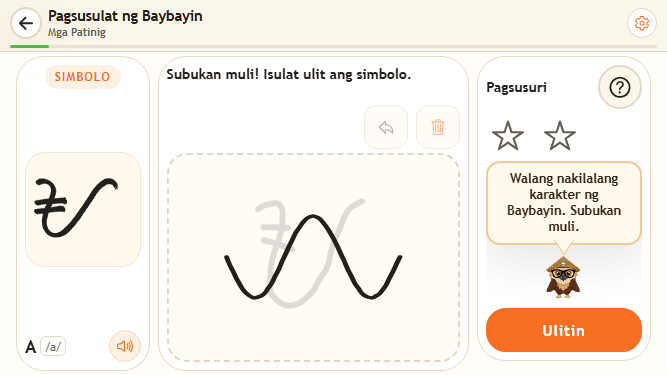 Pagsusulat ng Baybayin
Mga Patinig
SIMBOLO
ᜀ
A /a/
Subukan muli! Isulat ulit ang simbolo.
Pagsusuri
?
Walang nakilalang
karakter ng
Baybayin. Subukan
muli.
Ulitin